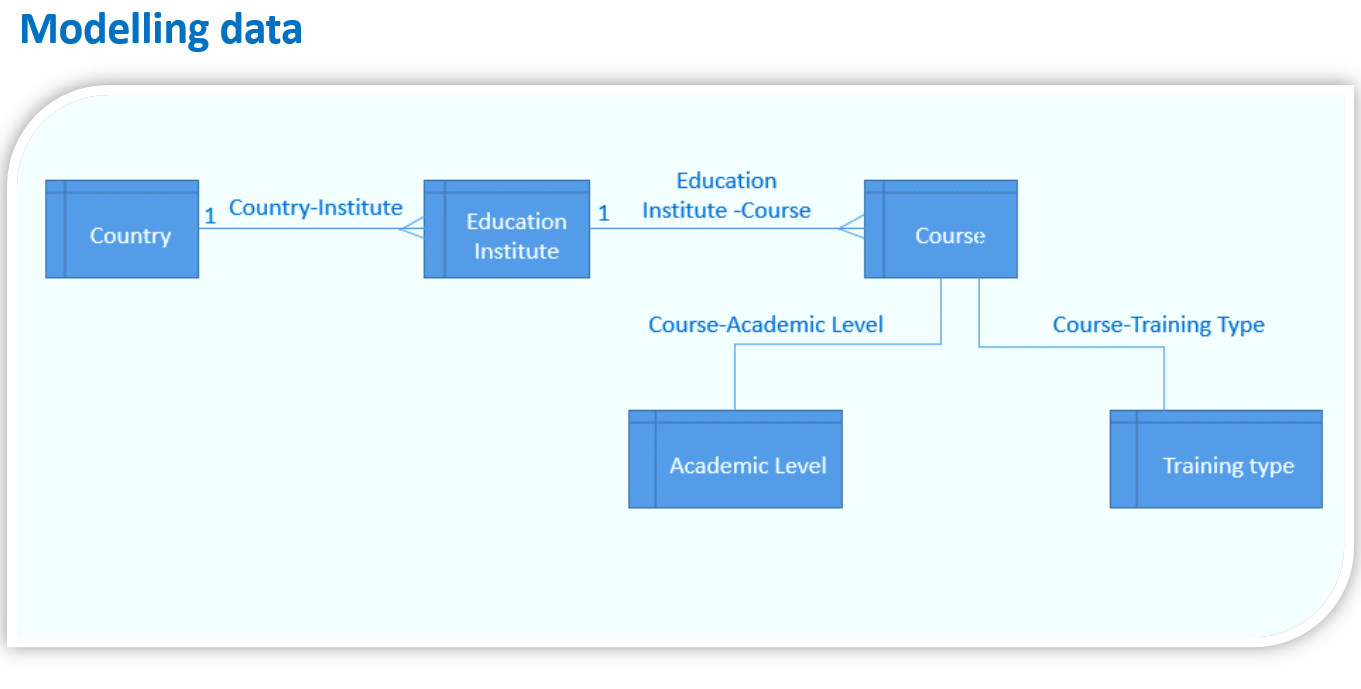 Modelling data
Country
1
Country-Institute
Education
Institute
1
Education
Institute -Course
Course
Course-Academic Level
Course-Training Type
Academic Level
Training type